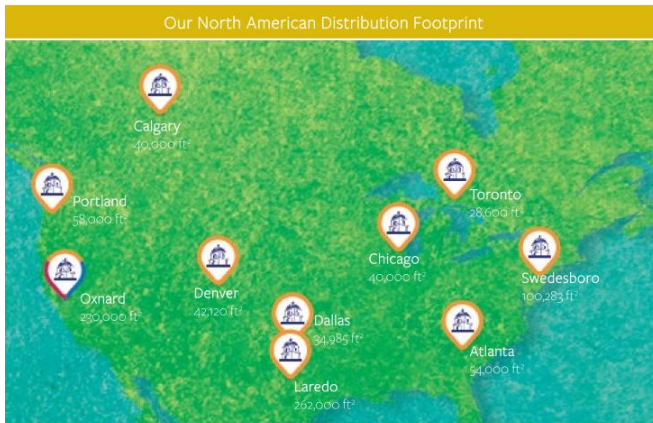 Our North American Distribution Footprint
Calgary
40,000 ft²
Portland
58,000 ft²
Toronto
28,600 ft²
Chicago
40,000 ft²
Swedesboro
100,283 ft²
Oxnard
230,000 ft²
Denver
42,120 ft²
Dallas
34,985 ft²
Atlanta
54,000 ft²
Laredo
262,000 ft²